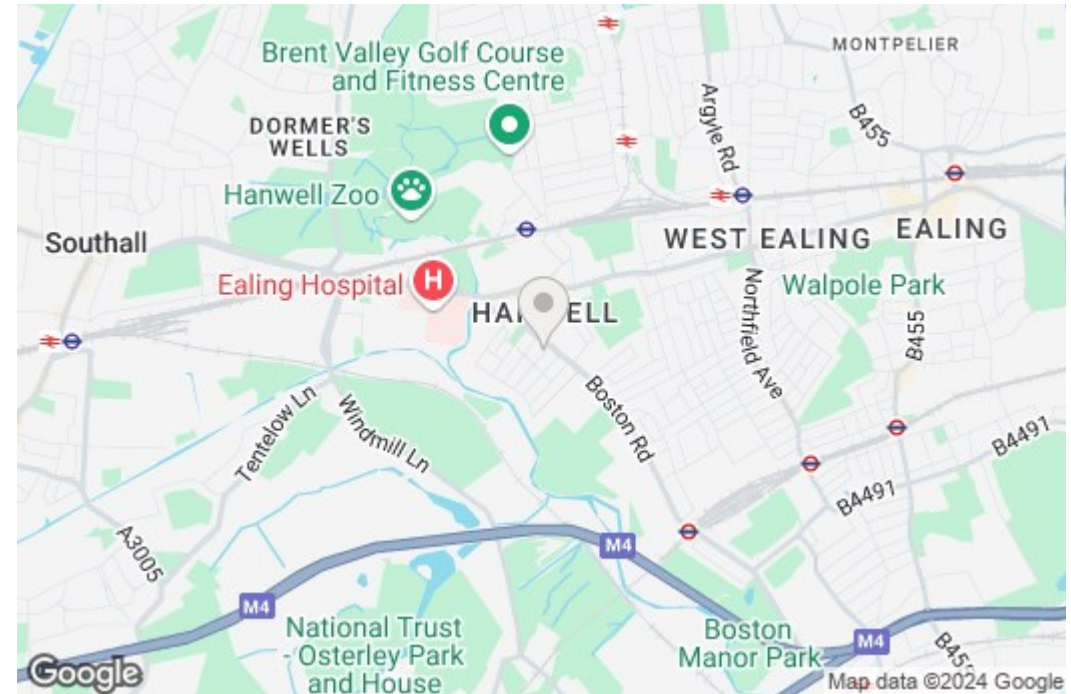 Brent Valley Golf Course
and Fitness Centre
MONTPELIER
DORMER'S
WELLS
Argyle Rd
B455
Hanwell Zoo
Southall
WEST EALING
EALING
Ealing Hospital
H
Walpole Park
Northfield Ave
B455
Boston Rd
Tentelow Ln
Windmill Ln
B4491
B4491
A3005
M4
M4
National Trust
- Osterley Park
and House
Boston
Manor Park
M4
Google
Map data ©2024 Google